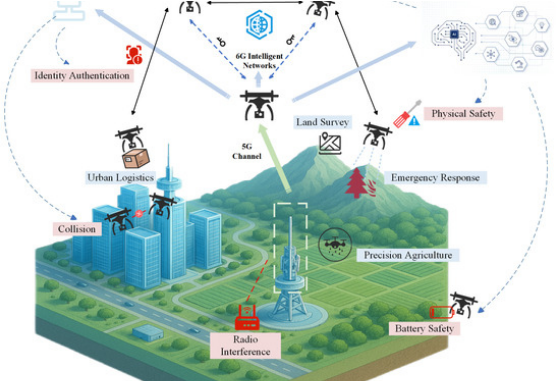 6G Intelligent
Networks
Identity Authentication
Land Survey
Physical Safety
5G
Channel
Urban Logistics
Emergency Response
Collision
Precision Agriculture
Battery Safety
Radio
Interference